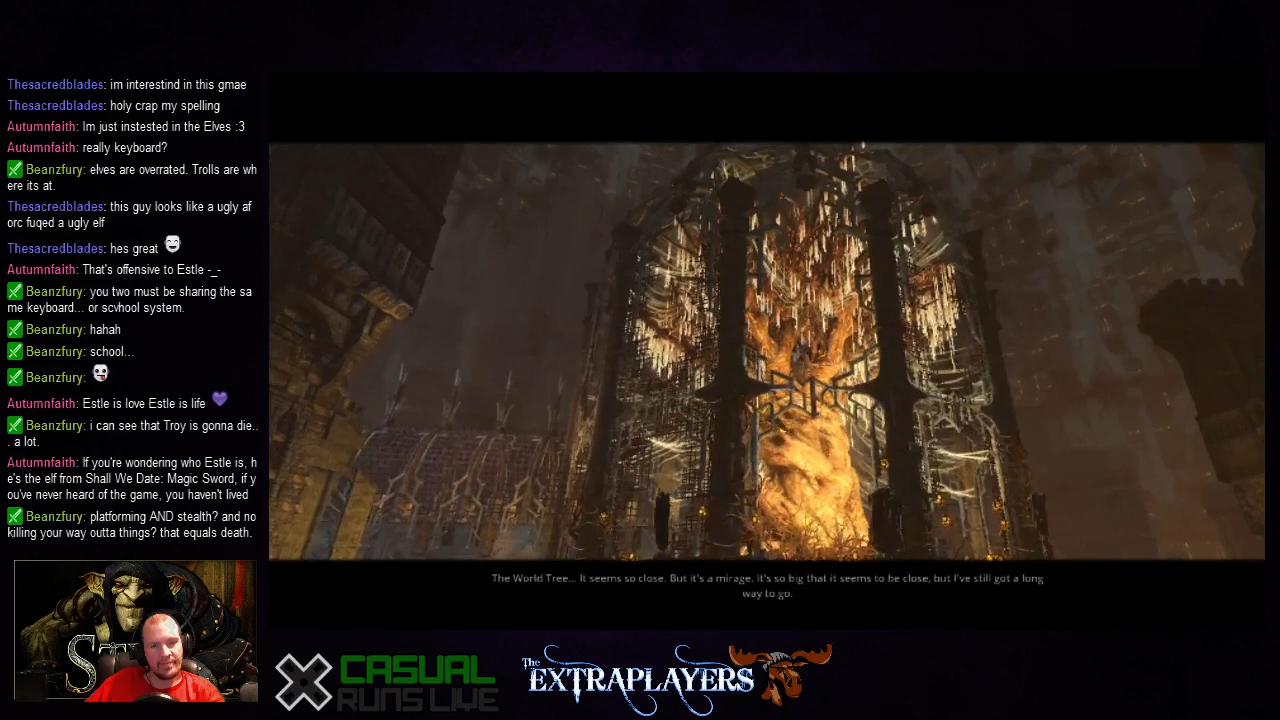 Thesacredblades: im interestind in this gmae
Thesacredblades: holy crap my spelling
Autumnfaith: Im just instested in the Elves :3
Autumnfaith: really keyboard?
Beanzfury: elves are overrated. Trolls are wh
ere its at.
Thesacredblades: this guy looks like a ugly af
orc fuqed a ugly elf
Thesacredblades: hes great
Autumnfaith: That's offensive to Estle -_-
Beanzfury: you two must be sharing the sa
me keyboard... or scvhool system.
Beanzfury: hahah
Beanzfury: school...
Beanzfury:
Autumnfaith: Estle is love Estle is life
Beanzfury: i can see that Troy is gonna die..
. a lot.
Autumnfaith: If you're wondering who Estle is, h
e's the elf from Shall We Date: Magic Sword, if y
ou've never heard of the game, you haven't lived
Beanzfury: platforming AND stealth? and no
killing your way outta things? that equals death.
The World Tree... It seems so close. But it's a mirage. It's so big that it seems to be close, but I've still got a long
way to go.
CASUAL
RUNS LIVE
The
EXTRAPLAYERS